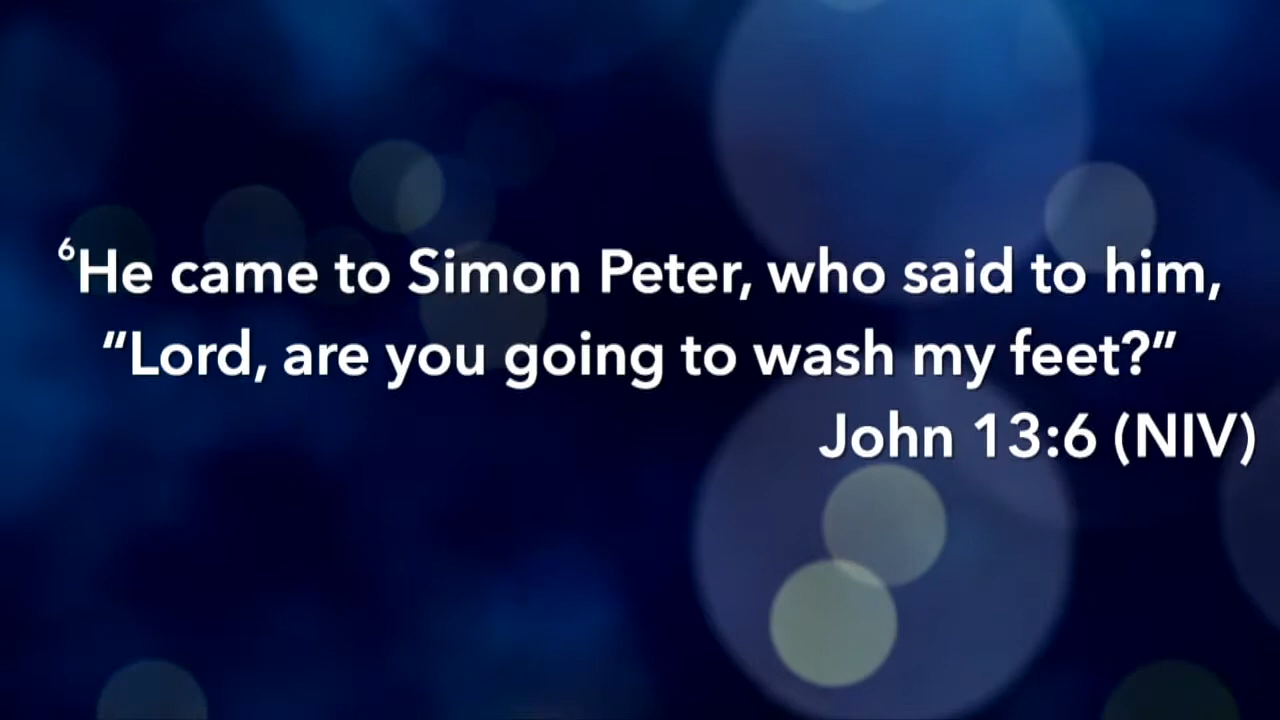 ⁶He came to Simon Peter, who said to him,
“Lord, are you going to wash my feet?”
John 13:6 (NIV)